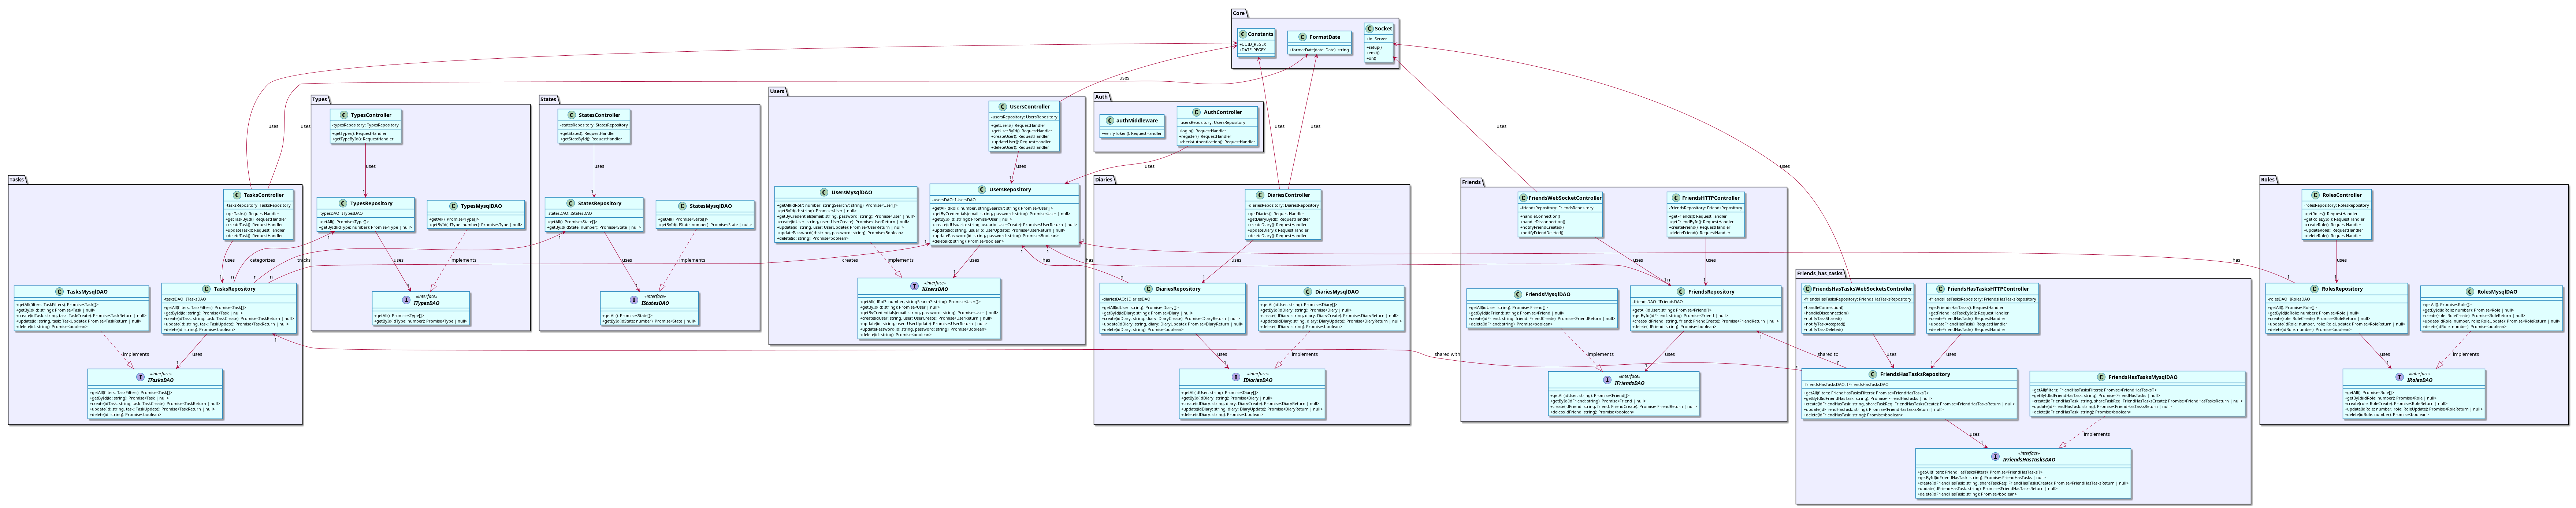 Core
Constants
+UUID_REGEX
+DATE_REGEX
FormatDate
+formatDate(date: Date): string
Socket
+io: Server
+setup()
+emit()
+on()
uses
uses
uses
uses
uses
uses
uses
Types
TypesController
-typesRepository: TypesRepository
+getTypes(): RequestHandler
+getTypeById(): RequestHandler
uses
1
TypesRepository
-typesDAO: ITypesDAO
+getAll(): Promise<Type[]>
+getById(idType: number): Promise<Type | null>
TypesMysqlDAO
+getAll(): Promise<Type[]>
+getById(idType: number): Promise<Type | null>
uses
implements
1
«interface»
ITypesDAO
+getAll(): Promise<Type[]>
+getById(idType: number): Promise<Type | null>
States
StatesController
-statesRepository: StatesRepository
+getStates(): RequestHandler
+getStateById(): RequestHandler
uses
1
StatesRepository
-statesDAO: IStatesDAO
+getAll(): Promise<State[]>
+getById(idState: number): Promise<State | null>
StatesMysqlDAO
+getAll(): Promise<State[]>
+getById(idState: number): Promise<State | null>
uses
implements
1
«interface»
IStatesDAO
+getAll(): Promise<State[]>
+getById(idState: number): Promise<State | null>
Users
UsersController
-usersRepository: UsersRepository
+getUsers(): RequestHandler
+getUserById(): RequestHandler
+createUser(): RequestHandler
+updateUser(): RequestHandler
+deleteUser(): RequestHandler
uses
1
UsersMysqlDAO
+getAll(idRol?: number, stringSearch?: string): Promise<User[]>
+getById(id: string): Promise<User | null>
+getByCredentials(email: string, password: string): Promise<User | null>
+create(idUser: string, user: UserCreate): Promise<UserReturn | null>
+update(id: string, user: UserUpdate): Promise<UserReturn | null>
+updatePassword(id: string, password: string): Promise<Boolean>
+delete(id: string): Promise<boolean>
UsersRepository
-usersDAO: IUsersDAO
+getAll(idRol?: number, stringSearch?: string): Promise<User[]>
+getByCredentials(email: string, password: string): Promise<User | null>
+getById(id: string): Promise<User | null>
+create(idUsuario: string, usuario: UserCreate): Promise<UserReturn | null>
+update(id: string, usuario: UserUpdate): Promise<UserReturn | null>
+updatePassword(id: string, password: string): Promise<Boolean>
+delete(id: string): Promise<boolean>
implements
uses
1
«interface»
IUsersDAO
+getAll(idRol?: number, stringSearch?: string): Promise<User[]>
+getById(id: string): Promise<User | null>
+getByCredentials(email: string, password: string): Promise<User | null>
+create(idUser: string, user: UserCreate): Promise<UserReturn | null>
+update(id: string, user: UserUpdate): Promise<UserReturn | null>
+updatePassword(id: string, password: string): Promise<Boolean>
+delete(id: string): Promise<boolean>
Auth
authMiddleware
+verifyToken(): RequestHandler
AuthController
-usersRepository: UsersRepository
+login(): RequestHandler
+register(): RequestHandler
+checkAuthentication(): RequestHandler
uses
Tasks
TasksController
-tasksRepository: TasksRepository
+getTasks(): RequestHandler
+getTaskById(): RequestHandler
+createTask(): RequestHandler
+updateTask(): RequestHandler
+deleteTask(): RequestHandler
uses
categorizes
tracks
creates
has
has
has
1
n
n
n
TasksMysqlDAO
+getAll(filters: TaskFilters): Promise<Task[]>
+getById(id: string): Promise<Task | null>
+create(idTask: string, task: TaskCreate): Promise<TaskReturn | null>
+update(id: string, task: TaskUpdate): Promise<TaskReturn | null>
+delete(id: string): Promise<boolean>
TasksRepository
-tasksDAO: ITasksDAO
+getAll(filters: TaskFilters): Promise<Task[]>
+getById(id: string): Promise<Task | null>
+create(idTask: string, task: TaskCreate): Promise<TaskReturn | null>
+update(id: string, task: TaskUpdate): Promise<TaskReturn | null>
+delete(id: string): Promise<boolean>
implements
uses
1
1
«interface»
ITasksDAO
+getAll(filters: TaskFilters): Promise<Task[]>
+getById(id: string): Promise<Task | null>
+create(idTask: string, task: TaskCreate): Promise<TaskReturn | null>
+update(id: string, task: TaskUpdate): Promise<TaskReturn | null>
+delete(id: string): Promise<boolean>
Diaries
DiariesController
-diariesRepository: DiariesRepository
+getDiaries(): RequestHandler
+getDiaryById(): RequestHandler
+createDiary(): RequestHandler
+updateDiary(): RequestHandler
+deleteDiary(): RequestHandler
uses
n
1
DiariesRepository
-diariesDAO: IDiariesDAO
+getAll(idUser: string): Promise<Diary[]>
+getById(idDiary: string): Promise<Diary | null>
+create(idDiary: string, diary: DiaryCreate): Promise<DiaryReturn | null>
+update(idDiary: string, diary: DiaryUpdate): Promise<DiaryReturn | null>
+delete(idDiary: string): Promise<boolean>
DiariesMysqlDAO
+getAll(idUser: string): Promise<Diary[]>
+getById(idDiary: string): Promise<Diary | null>
+create(idDiary: string, diary: DiaryCreate): Promise<DiaryReturn | null>
+update(idDiary: string, diary: DiaryUpdate): Promise<DiaryReturn | null>
+delete(idDiary: string): Promise<boolean>
uses
implements
1
«interface»
IDiariesDAO
+getAll(idUser: string): Promise<Diary[]>
+getById(idDiary: string): Promise<Diary | null>
+create(idDiary: string, diary: DiaryCreate): Promise<DiaryReturn | null>
+update(idDiary: string, diary: DiaryUpdate): Promise<DiaryReturn | null>
+delete(idDiary: string): Promise<boolean>
Friends
FriendsWebSocketController
-friendsRepository: FriendsRepository
+handleConnection()
+handleDisconnection()
+notifyFriendCreated()
+notifyFriendDeleted()
FriendsHTTPController
-friendsRepository: FriendsRepository
+getFriends(): RequestHandler
+getFriendById(): RequestHandler
+createFriend(): RequestHandler
+deleteFriend(): RequestHandler
uses
uses
1
n
1
FriendsMysqlDAO
+getAll(idUser: string): Promise<Friend[]>
+getById(idFriend: string): Promise<Friend | null>
+create(idFriend: string, friend: FriendCreate): Promise<FriendReturn | null>
+delete(idFriend: string): Promise<boolean>
FriendsRepository
-friendsDAO: IFriendsDAO
+getAll(idUser: string): Promise<Friend[]>
+getById(idFriend: string): Promise<Friend | null>
+create(idFriend: string, friend: FriendCreate): Promise<FriendReturn | null>
+delete(idFriend: string): Promise<boolean>
implements
uses
1
1
«interface»
IFriendsDAO
+getAll(idUser: string): Promise<Friend[]>
+getById(idFriend: string): Promise<Friend | null>
+create(idFriend: string, friend: FriendCreate): Promise<FriendReturn | null>
+delete(idFriend: string): Promise<boolean>
shared with
shared to
n
n
Friends_has_tasks
FriendsHasTasksWebSocketsController
-friendsHasTasksRepository: FriendsHasTasksRepository
+handleConnection()
+handleDisconnection()
+notifyTaskShared()
+notifyTaskAccepted()
+notifyTaskDeleted()
FriendsHasTasksHTTPController
-friendsHasTasksRepository: FriendsHasTasksRepository
+getFriendsHasTasks(): RequestHandler
+getFriendHasTaskById(): RequestHandler
+createFriendHasTask(): RequestHandler
+updateFriendHasTask(): RequestHandler
+deleteFriendHasTask(): RequestHandler
uses
uses
1
1
FriendsHasTasksRepository
-friendsHasTasksDAO: IFriendsHasTasksDAO
+getAll(filters: FriendHasTasksFilters): Promise<FriendHasTasks[]>
+getById(idFriendHasTask: string): Promise<FriendHasTasks | null>
+create(idFriendHasTask: string, shareTaskReq: FriendHasTasksCreate): Promise<FriendHasTasksReturn | null>
+update(idFriendHasTask: string): Promise<FriendHasTasksReturn | null>
+delete(idFriendHasTask: string): Promise<boolean>
FriendsHasTasksMysqlDAO
+getAll(filters: FriendHasTasksFilters): Promise<FriendHasTasks[]>
+getById(idFriendHasTask: string): Promise<FriendHasTasks | null>
+create(idFriendHasTask: string, shareTaskReq: FriendHasTasksCreate): Promise<FriendHasTasksReturn | null>
+update(idFriendHasTask: string): Promise<FriendHasTasksReturn | null>
+delete(idFriendHasTask: string): Promise<boolean>
uses
implements
1
«interface»
IFriendsHasTasksDAO
+getAll(filters: FriendHasTasksFilters): Promise<FriendHasTasks[]>
+getById(idFriendHasTask: string): Promise<FriendHasTasks | null>
+create(idFriendHasTask: string, shareTaskReq: FriendHasTasksCreate): Promise<FriendHasTasksReturn | null>
+update(idFriendHasTask: string): Promise<FriendHasTasksReturn | null>
+delete(idFriendHasTask: string): Promise<boolean>
Roles
RolesController
-rolesRepository: RolesRepository
+getRoles(): RequestHandler
+getRoleById(): RequestHandler
+createRole(): RequestHandler
+updateRole(): RequestHandler
+deleteRole(): RequestHandler
uses
1
1
RolesRepository
-rolesDAO: IRolesDAO
+getAll(): Promise<Role[]>
+getById(idRole: number): Promise<Role | null>
+create(role: RoleCreate): Promise<RoleReturn | null>
+update(idRole: number, role: RoleUpdate): Promise<RoleReturn | null>
+delete(idRole: number): Promise<boolean>
RolesMysqlDAO
+getAll(): Promise<Role[]>
+getById(idRole: number): Promise<Role | null>
+create(role: RoleCreate): Promise<RoleReturn | null>
+update(idRole: number, role: RoleUpdate): Promise<RoleReturn | null>
+delete(idRole: number): Promise<boolean>
uses
implements
1
«interface»
IRolesDAO
+getAll(): Promise<Role[]>
+getById(idRole: number): Promise<Role | null>
+create(role: RoleCreate): Promise<RoleReturn | null>
+update(idRole: number, role: RoleUpdate): Promise<RoleReturn | null>
+delete(idRole: number): Promise<boolean>